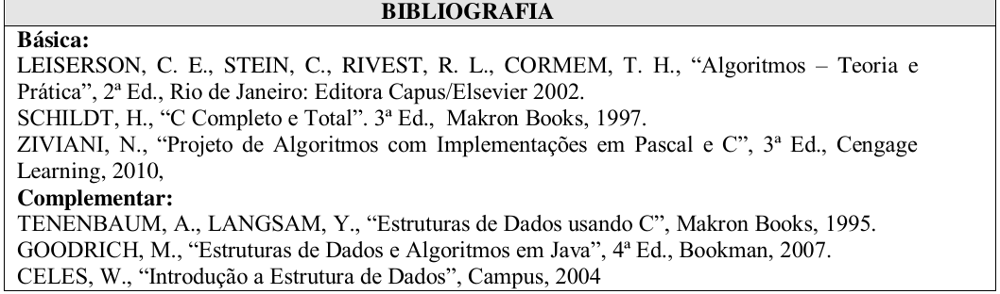 BIBLIOGRAFIA
Básica:
LEISERSON, C. E., STEIN, C., RIVEST, R. L., CORMEM, T. H., “Algoritmos – Teoria e
Prática”, 2ª Ed., Rio de Janeiro: Editora Capus/Elsevier 2002.
SCHILDT, H., “C Completo e Total”. 3ª Ed., Makron Books, 1997.
ZIVIANI, N., “Projeto de Algoritmos com Implementações em Pascal e C”, 3ª Ed., Cengage
Learning, 2010,
Complementar:
TENENBAUM, A., LANGSAM, Y., “Estruturas de Dados usando C”, Makron Books, 1995.
GOODRICH, M., “Estruturas de Dados e Algoritmos em Java”, 4ª Ed., Bookman, 2007.
CELES, W., “Introdução a Estrutura de Dados”, Campus, 2004